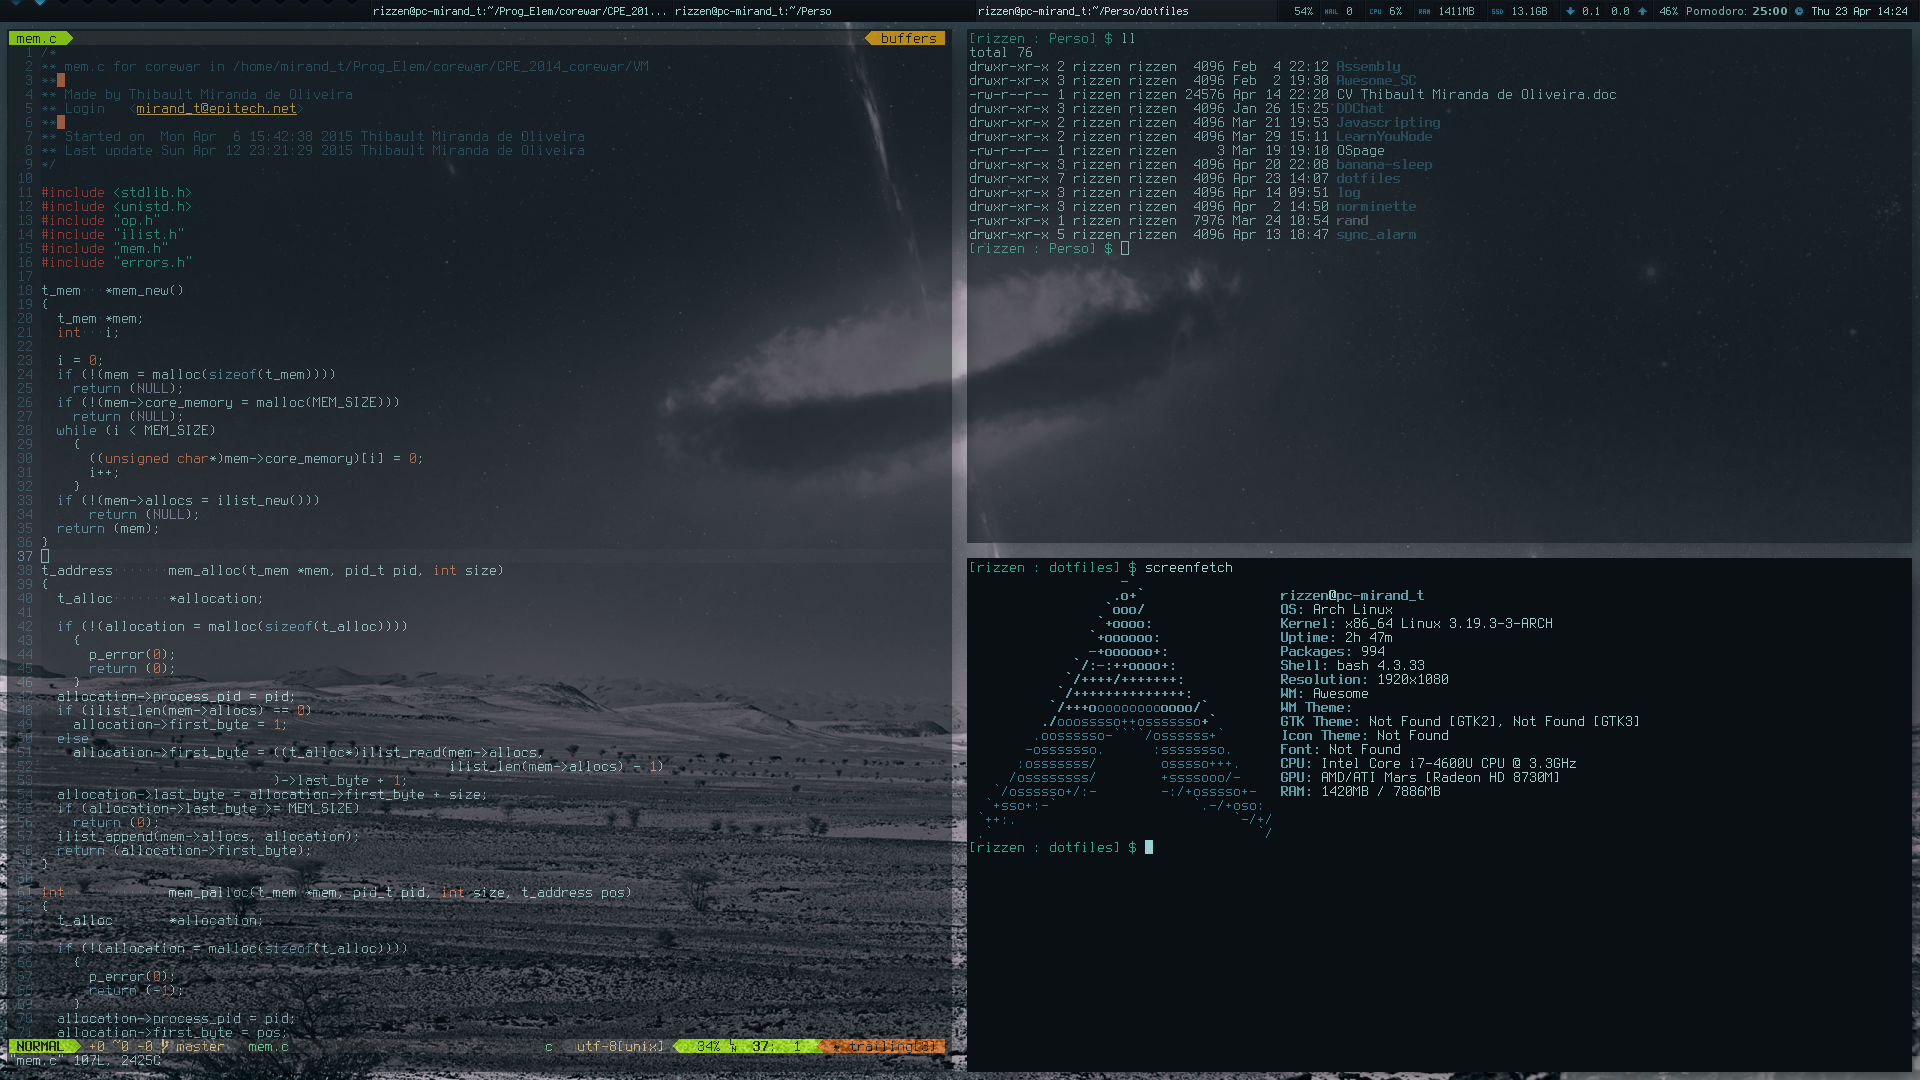 rizzen@pc-mirand_t:~/Prog_Elem/corewar/CPE_201... rizzen@pc-mirand_t:~/Perso rizzen@pc-mirand_t:~/Perso/dotfiles 54% MAIL 0 CPU 6% RAM 1411MB SSD 13.1GB 0.1 0.0 46% Pomodoro: 25:00 Thu 23 Apr 14:24
mem.c buffers
1 /*
2 ** mem.c for corewar in /home/mirand_t/Prog_Elem/corewar/CPE_2014_corewar/VM
3 **
4 ** Made by Thibault Miranda de Oliveira
5 ** Login   <mirand_t@epitech.net>
6 **
7 ** Started on  Mon Apr  6 15:42:38 2015 Thibault Miranda de Oliveira
8 ** Last update Sun Apr 12 23:21:29 2015 Thibault Miranda de Oliveira
9 */
10
11 #include <stdlib.h>
12 #include <unistd.h>
13 #include "op.h"
14 #include "ilist.h"
15 #include "mem.h"
16 #include "errors.h"
17
18 t_mem···*mem_new()
19 {
20   t_mem·*mem;
21   int···i;
22
23   i = 0;
24   if (!(mem = malloc(sizeof(t_mem))))
25     return (NULL);
26   if (!(mem->core_memory = malloc(MEM_SIZE)))
27     return (NULL);
28   while (i < MEM_SIZE)
29     {
30       ((unsigned char*)mem->core_memory)[i] = 0;
31       i++;
32     }
33   if (!(mem->allocs = ilist_new()))
34       return (NULL);
35   return (mem);
36 }
37
38 t_address·······mem_alloc(t_mem *mem, pid_t pid, int size)
39 {
40   t_alloc·······*allocation;
41
42   if (!(allocation = malloc(sizeof(t_alloc))))
43     {
44       p_error(0);
45       return (0);
46     }
47   allocation->process_pid = pid;
48   if (ilist_len(mem->allocs) == 0)
49     allocation->first_byte = 1;
50   else
51     allocation->first_byte = ((t_alloc*)ilist_read(mem->allocs,
52                                                    ilist_len(mem->allocs) - 1)
53                              )->last_byte + 1;
54   allocation->last_byte = allocation->first_byte + size;
55   if (allocation->last_byte >= MEM_SIZE)
56     return (0);
57   ilist_append(mem->allocs, allocation);
58   return (allocation->first_byte);
59 }
60
61 int             mem_palloc(t_mem *mem, pid_t pid, int size, t_address pos)
62 {
63   t_alloc       *allocation;
64
65   if (!(allocation = malloc(sizeof(t_alloc))))
66     {
67       p_error(0);
68       return (-1);
69     }
70   allocation->process_pid = pid;
71   allocation->first_byte = pos;
NORMAL +0 ~0 -0 master mem.c c utf-8[unix] 34% 37: 1 trailing[3]
"mem.c" 107L, 2425C
[rizzen : Perso] $ ll
total 76
drwxr-xr-x 2 rizzen rizzen  4096 Feb  4 22:12 Assembly
drwxr-xr-x 3 rizzen rizzen  4096 Feb  2 19:30 Awesome_SC
-rw-r--r-- 1 rizzen rizzen 24576 Apr 14 22:20 CV Thibault Miranda de Oliveira.doc
drwxr-xr-x 3 rizzen rizzen  4096 Jan 26 15:25 DDChat
drwxr-xr-x 2 rizzen rizzen  4096 Mar 21 19:53 Javascripting
drwxr-xr-x 2 rizzen rizzen  4096 Mar 29 15:11 LearnYouNode
-rw-r--r-- 1 rizzen rizzen     3 Mar 19 19:10 OSpage
drwxr-xr-x 3 rizzen rizzen  4096 Apr 20 22:08 banana-sleep
drwxr-xr-x 7 rizzen rizzen  4096 Apr 23 14:07 dotfiles
drwxr-xr-x 3 rizzen rizzen  4096 Apr 14 09:51 log
drwxr-xr-x 3 rizzen rizzen  4096 Apr  2 14:50 norminette
-rwxr-xr-x 1 rizzen rizzen  7976 Mar 24 10:54 rand
drwxr-xr-x 5 rizzen rizzen  4096 Apr 13 18:47 sync_alarm
[rizzen : Perso] $
[rizzen : dotfiles] $ screenfetch
rizzen@pc-mirand_t
OS: Arch Linux
Kernel: x86_64 Linux 3.19.3-3-ARCH
Uptime: 2h 47m
Packages: 994
Shell: bash 4.3.33
Resolution: 1920x1080
WM: Awesome
WM Theme:
GTK Theme: Not Found [GTK2], Not Found [GTK3]
Icon Theme: Not Found
Font: Not Found
CPU: Intel Core i7-4600U CPU @ 3.3GHz
GPU: AMD/ATI Mars [Radeon HD 8730M]
RAM: 1420MB / 7886MB
[rizzen : dotfiles] $